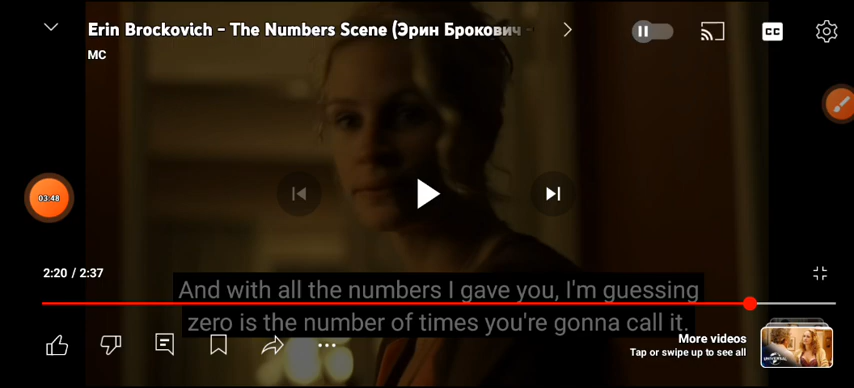 Erin Brockovich - The Numbers Scene (Эрин Брокович -
MC
CC
03:48
2:20 / 2:37
And with all the numbers I gave you, I'm guessing
zero is the number of times you're gonna call it.
More videos
Tap or swipe up to see all
UNIVERSAL